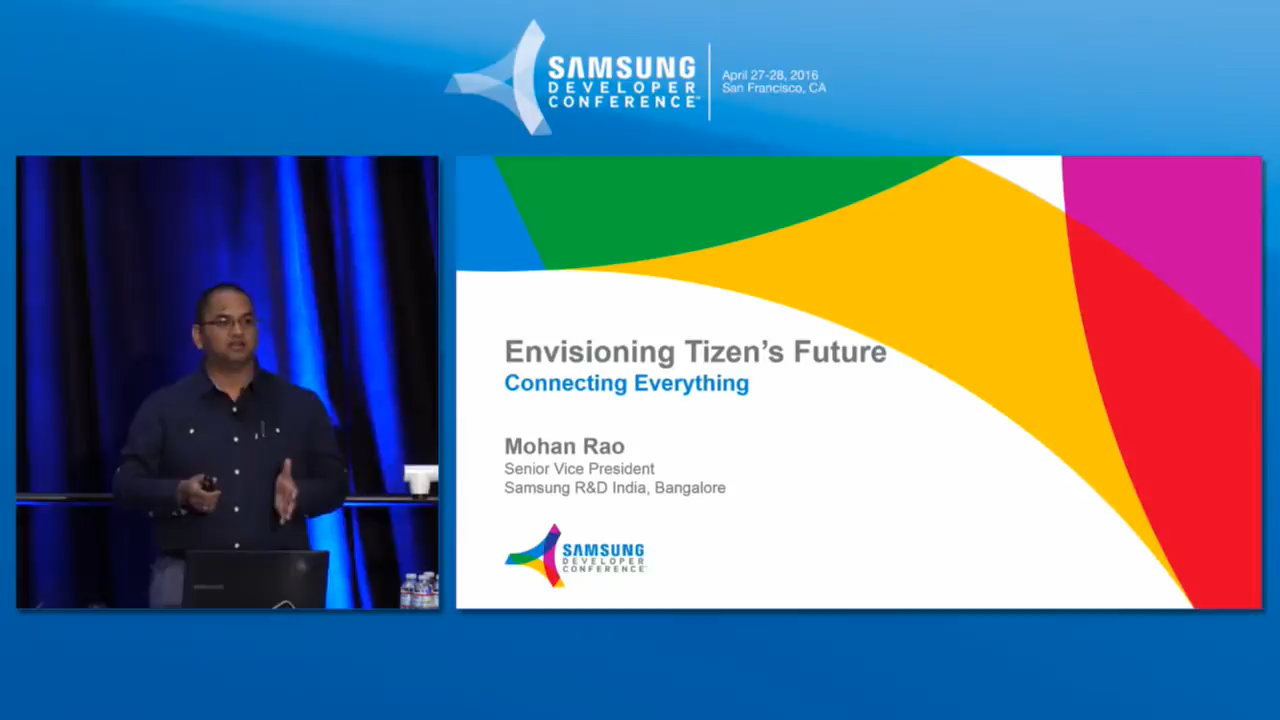 SAMSUNG
DEVELOPER
CONFERENCE™
April 27-28, 2016
San Francisco, CA
Envisioning Tizen's Future
Connecting Everything
Mohan Rao
Senior Vice President
Samsung R&D India, Bangalore
SAMSUNG
DEVELOPER
CONFERENCE